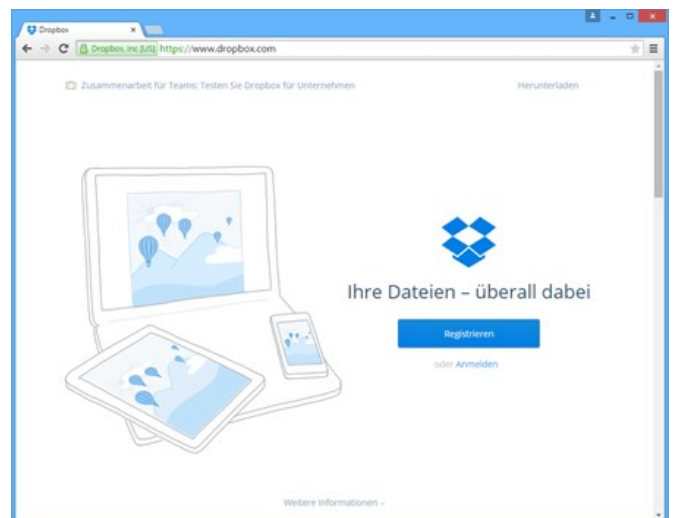 Dropbox
Dropbox, Inc [US] https://www.dropbox.com
Zusammenarbeit für Teams: Testen Sie Dropbox für Unternehmen
Herunterladen
Ihre Dateien – überall dabei
Registrieren
oder Anmelden
Weitere Informationen –